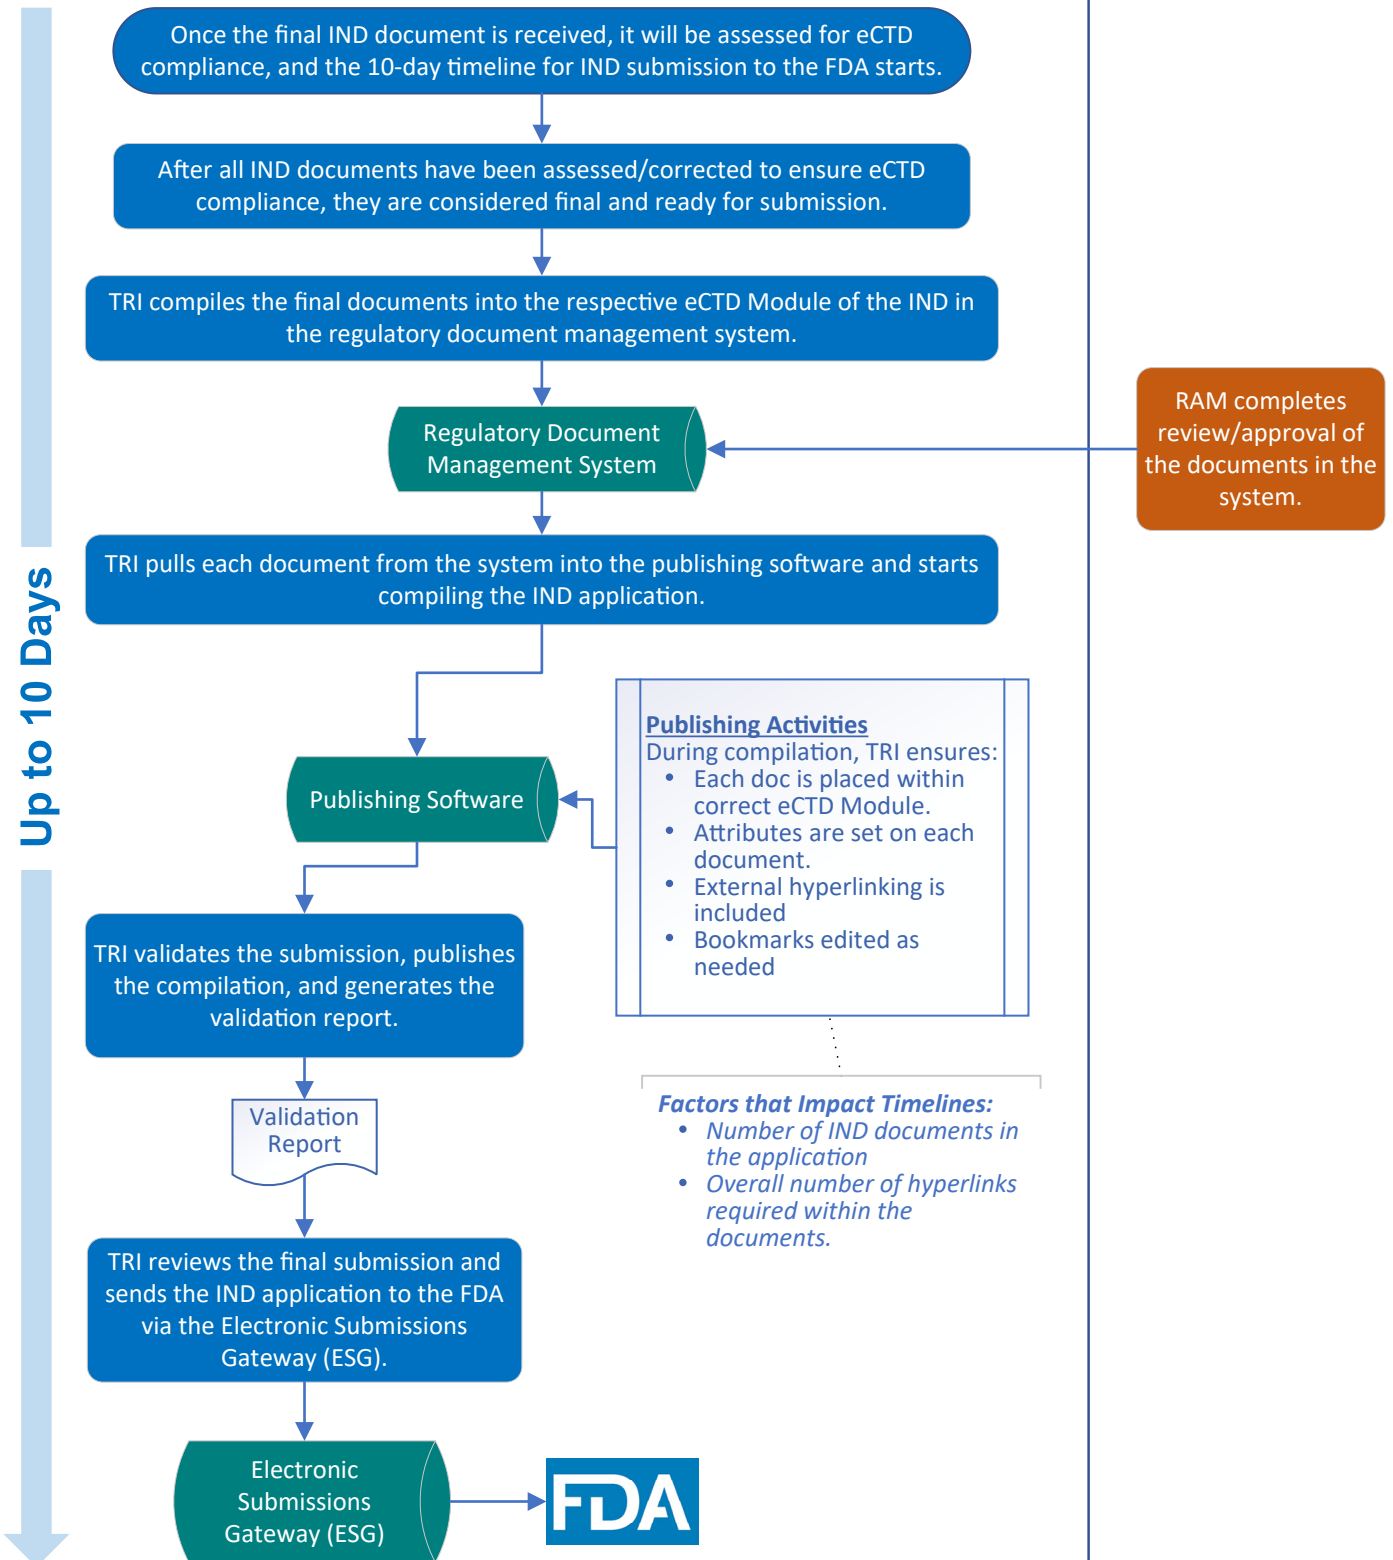 Once the final IND document is received, it will be assessed for eCTD
compliance, and the 10-day timeline for IND submission to the FDA starts.
After all IND documents have been assessed/corrected to ensure eCTD
compliance, they are considered final and ready for submission.
TRI compiles the final documents into the respective eCTD Module of the IND in
the regulatory document management system.
Regulatory Document
Management System
RAM completes
review/approval of
the documents in the
system.
TRI pulls each document from the system into the publishing software and starts
compiling the IND application.
Up to 10 Days
Publishing Software
Publishing Activities
During compilation, TRI ensures:
• Each doc is placed within
correct eCTD Module.
• Attributes are set on each
document.
• External hyperlinking is
included
• Bookmarks edited as
needed
TRI validates the submission, publishes
the compilation, and generates the
validation report.
Factors that Impact Timelines:
• Number of IND documents in
the application
• Overall number of hyperlinks
required within the
documents.
Validation
Report
TRI reviews the final submission and
sends the IND application to the FDA
via the Electronic Submissions
Gateway (ESG).
Electronic
Submissions
Gateway (ESG)
FDA